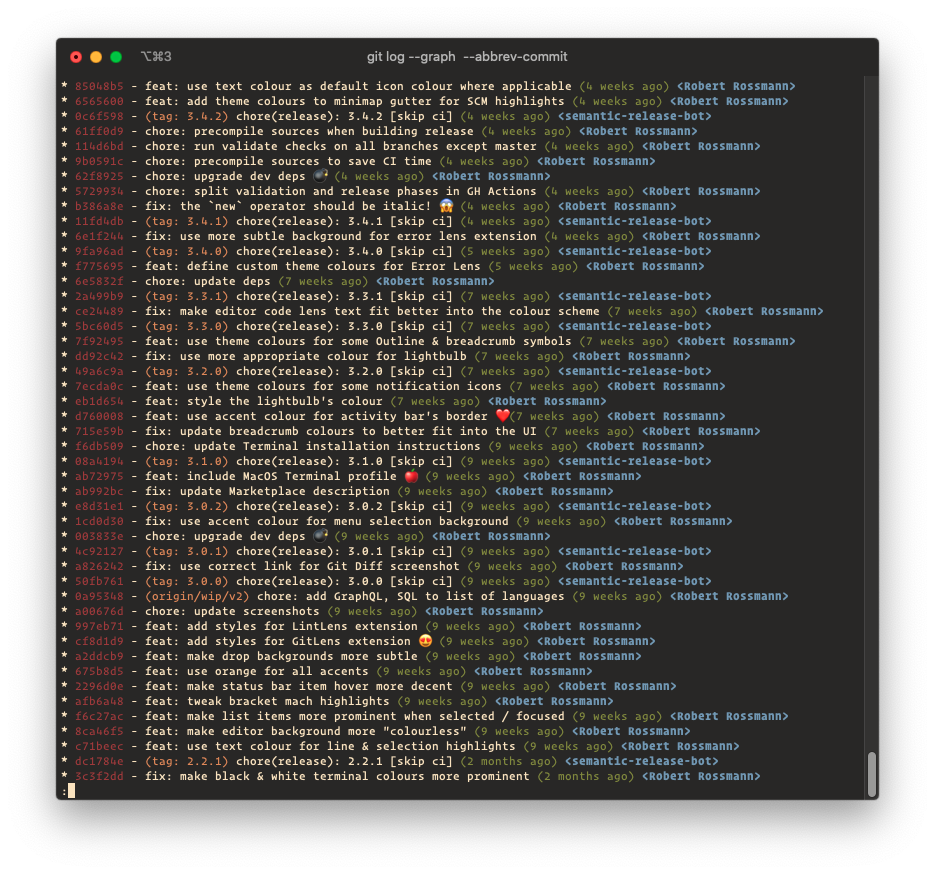 ⌥⌘3 git log --graph --abbrev-commit
* 85048b5 - feat: use text colour as default icon colour where applicable (4 weeks ago) <Robert Rossmann>
* 6565600 - feat: add theme colours to minimap gutter for SCM highlights (4 weeks ago) <Robert Rossmann>
* 0c6f598 - (tag: 3.4.2) chore(release): 3.4.2 [skip ci] (4 weeks ago) <semantic-release-bot>
* 61ff0d9 - chore: precompile sources when building release (4 weeks ago) <Robert Rossmann>
* 114d6bd - chore: run validate checks on all branches except master (4 weeks ago) <Robert Rossmann>
* 9b0591c - chore: precompile sources to save CI time (4 weeks ago) <Robert Rossmann>
* 62f8925 - chore: upgrade dev deps 💣 (4 weeks ago) <Robert Rossmann>
* 5729934 - chore: split validation and release phases in GH Actions (4 weeks ago) <Robert Rossmann>
* b386a8e - fix: the `new` operator should be italic! 😱 (4 weeks ago) <Robert Rossmann>
* 11fd4db - (tag: 3.4.1) chore(release): 3.4.1 [skip ci] (4 weeks ago) <semantic-release-bot>
* 6e1f244 - fix: use more subtle background for error lens extension (4 weeks ago) <Robert Rossmann>
* 9fa96ad - (tag: 3.4.0) chore(release): 3.4.0 [skip ci] (5 weeks ago) <semantic-release-bot>
* f775695 - feat: define custom theme colours for Error Lens (5 weeks ago) <Robert Rossmann>
* 6e5832f - chore: update deps (7 weeks ago) <Robert Rossmann>
* 2a499b9 - (tag: 3.3.1) chore(release): 3.3.1 [skip ci] (7 weeks ago) <semantic-release-bot>
* ce24489 - fix: make editor code lens text fit better into the colour scheme (7 weeks ago) <Robert Rossmann>
* 5bc60d5 - (tag: 3.3.0) chore(release): 3.3.0 [skip ci] (7 weeks ago) <semantic-release-bot>
* 7f92495 - feat: use theme colours for some Outline & breadcrumb symbols (7 weeks ago) <Robert Rossmann>
* dd92c42 - fix: use more appropriate colour for lightbulb (7 weeks ago) <Robert Rossmann>
* 49a6c9a - (tag: 3.2.0) chore(release): 3.2.0 [skip ci] (7 weeks ago) <semantic-release-bot>
* 7ecda0c - feat: use theme colours for some notification icons (7 weeks ago) <Robert Rossmann>
* eb1d654 - feat: style the lightbulb's colour (7 weeks ago) <Robert Rossmann>
* d760008 - feat: use accent colour for activity bar's border ❤️(7 weeks ago) <Robert Rossmann>
* 715e59b - fix: update breadcrumb colours to better fit into the UI (7 weeks ago) <Robert Rossmann>
* f6db509 - chore: update Terminal installation instructions (9 weeks ago) <Robert Rossmann>
* 08a4194 - (tag: 3.1.0) chore(release): 3.1.0 [skip ci] (9 weeks ago) <semantic-release-bot>
* ab72975 - feat: include MacOS Terminal profile 🍎 (9 weeks ago) <Robert Rossmann>
* ab992bc - fix: update Marketplace description (9 weeks ago) <Robert Rossmann>
* e8d31e1 - (tag: 3.0.2) chore(release): 3.0.2 [skip ci] (9 weeks ago) <semantic-release-bot>
* 1cd0d30 - fix: use accent colour for menu selection background (9 weeks ago) <Robert Rossmann>
* 003833e - chore: upgrade dev deps 💣 (9 weeks ago) <Robert Rossmann>
* 4c92127 - (tag: 3.0.1) chore(release): 3.0.1 [skip ci] (9 weeks ago) <semantic-release-bot>
* a826242 - fix: use correct link for Git Diff screenshot (9 weeks ago) <Robert Rossmann>
* 50fb761 - (tag: 3.0.0) chore(release): 3.0.0 [skip ci] (9 weeks ago) <semantic-release-bot>
* 0a95348 - (origin/wip/v2) chore: add GraphQL, SQL to list of languages (9 weeks ago) <Robert Rossmann>
* a00676d - chore: update screenshots (9 weeks ago) <Robert Rossmann>
* 997eb71 - feat: add styles for LintLens extension (9 weeks ago) <Robert Rossmann>
* cf8d1d9 - feat: add styles for GitLens extension 😍 (9 weeks ago) <Robert Rossmann>
* a2ddcb9 - feat: make drop backgrounds more subtle (9 weeks ago) <Robert Rossmann>
* 675b8d5 - feat: use orange for all accents (9 weeks ago) <Robert Rossmann>
* 2296d0e - feat: make status bar item hover more decent (9 weeks ago) <Robert Rossmann>
* afb6a48 - feat: tweak bracket mach highlights (9 weeks ago) <Robert Rossmann>
* f6c27ac - feat: make list items more prominent when selected / focused (9 weeks ago) <Robert Rossmann>
* 8ca46f5 - feat: make editor background more "colourless" (9 weeks ago) <Robert Rossmann>
* c71beec - feat: use text colour for line & selection highlights (9 weeks ago) <Robert Rossmann>
* dc1784e - (tag: 2.2.1) chore(release): 2.2.1 [skip ci] (2 months ago) <semantic-release-bot>
* 3c3f2dd - fix: make black & white terminal colours more prominent (2 months ago) <Robert Rossmann>
: